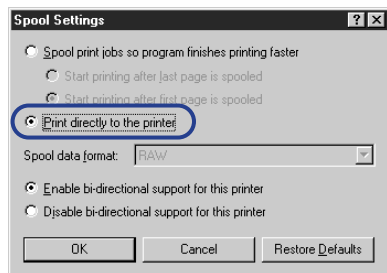 Spool Settings
Spool print jobs so program finishes printing faster
Start printing after last page is spooled
Start printing after first page is spooled
Print directly to the printer
Spool data format: RAW
Enable bi-directional support for this printer
Disable bi-directional support for this printer
OK Cancel Restore Defaults